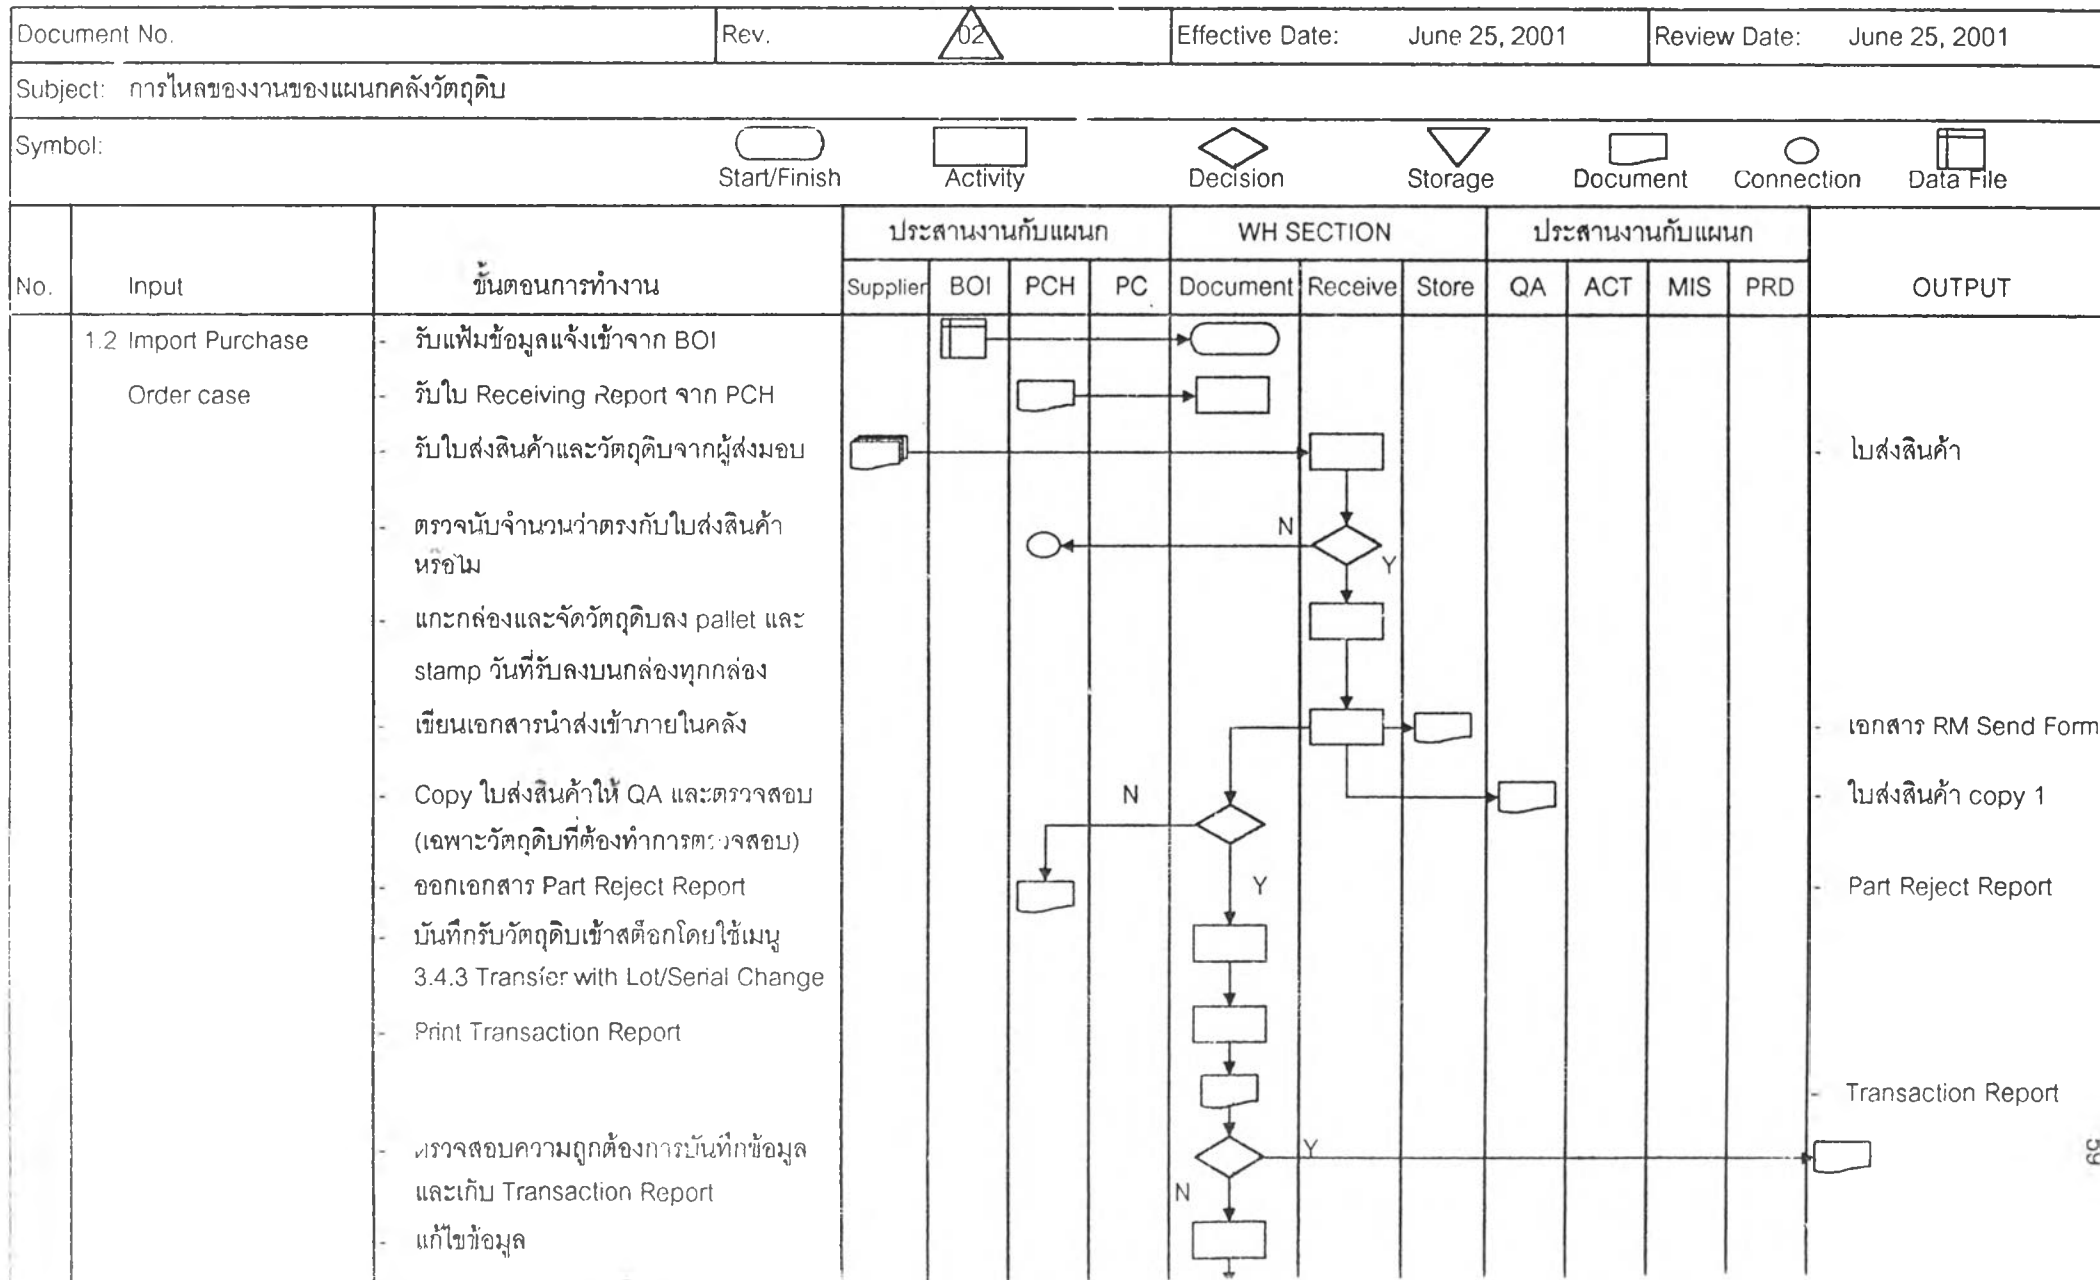 Document No. Rev. 02 Effective Date: June 25, 2001 Review Date: June 25, 2001
Subject: การไหลของงานของแผนกคลังวัตถุดิบ
Symbol:
Start/Finish Activity Decision Storage Document Connection Data File
ประสานงานกับแผนก WH SECTION ประสานงานกับแผนก
No. Input ขั้นตอนการทำงาน Supplier BOI PCH PC Document Receive Store QA ACT MIS PRD OUTPUT
1.2 Import Purchase - รับแฟ้มข้อมูลแจ้งเข้าจาก BOI
Order case - รับใบ Receiving Report จาก PCH
- รับใบส่งสินค้าและวัตถุดิบจากผู้ส่งมอบ - ใบส่งสินค้า
- ตรวจนับจำนวนว่าตรงกับใบส่งสินค้า N
หรือไม่ Y
- แกะกล่องและจัดวัตถุดิบลง pallet และ
stamp วันที่รับลงบนกล่องทุกกล่อง
- เขียนเอกสารนำส่งเข้าภายในคลัง - เอกสาร RM Send Form
- Copy ใบส่งสินค้าให้ QA และตรวจสอบ N - ใบส่งสินค้า copy 1
(เฉพาะวัตถุดิบที่ต้องทำการตรวจสอบ)
- ออกเอกสาร Part Reject Report Y - Part Reject Report
- บันทึกรับวัตถุดิบเข้าสต็อกโดยใช้เมนู
3.4.3 Transfer with Lot/Serial Change
- Print Transaction Report
- Transaction Report
- ตรวจสอบความถูกต้องการบันทึกข้อมูล Y
และเก็บ Transaction Report N
- แก้ไขข้อมูล
59